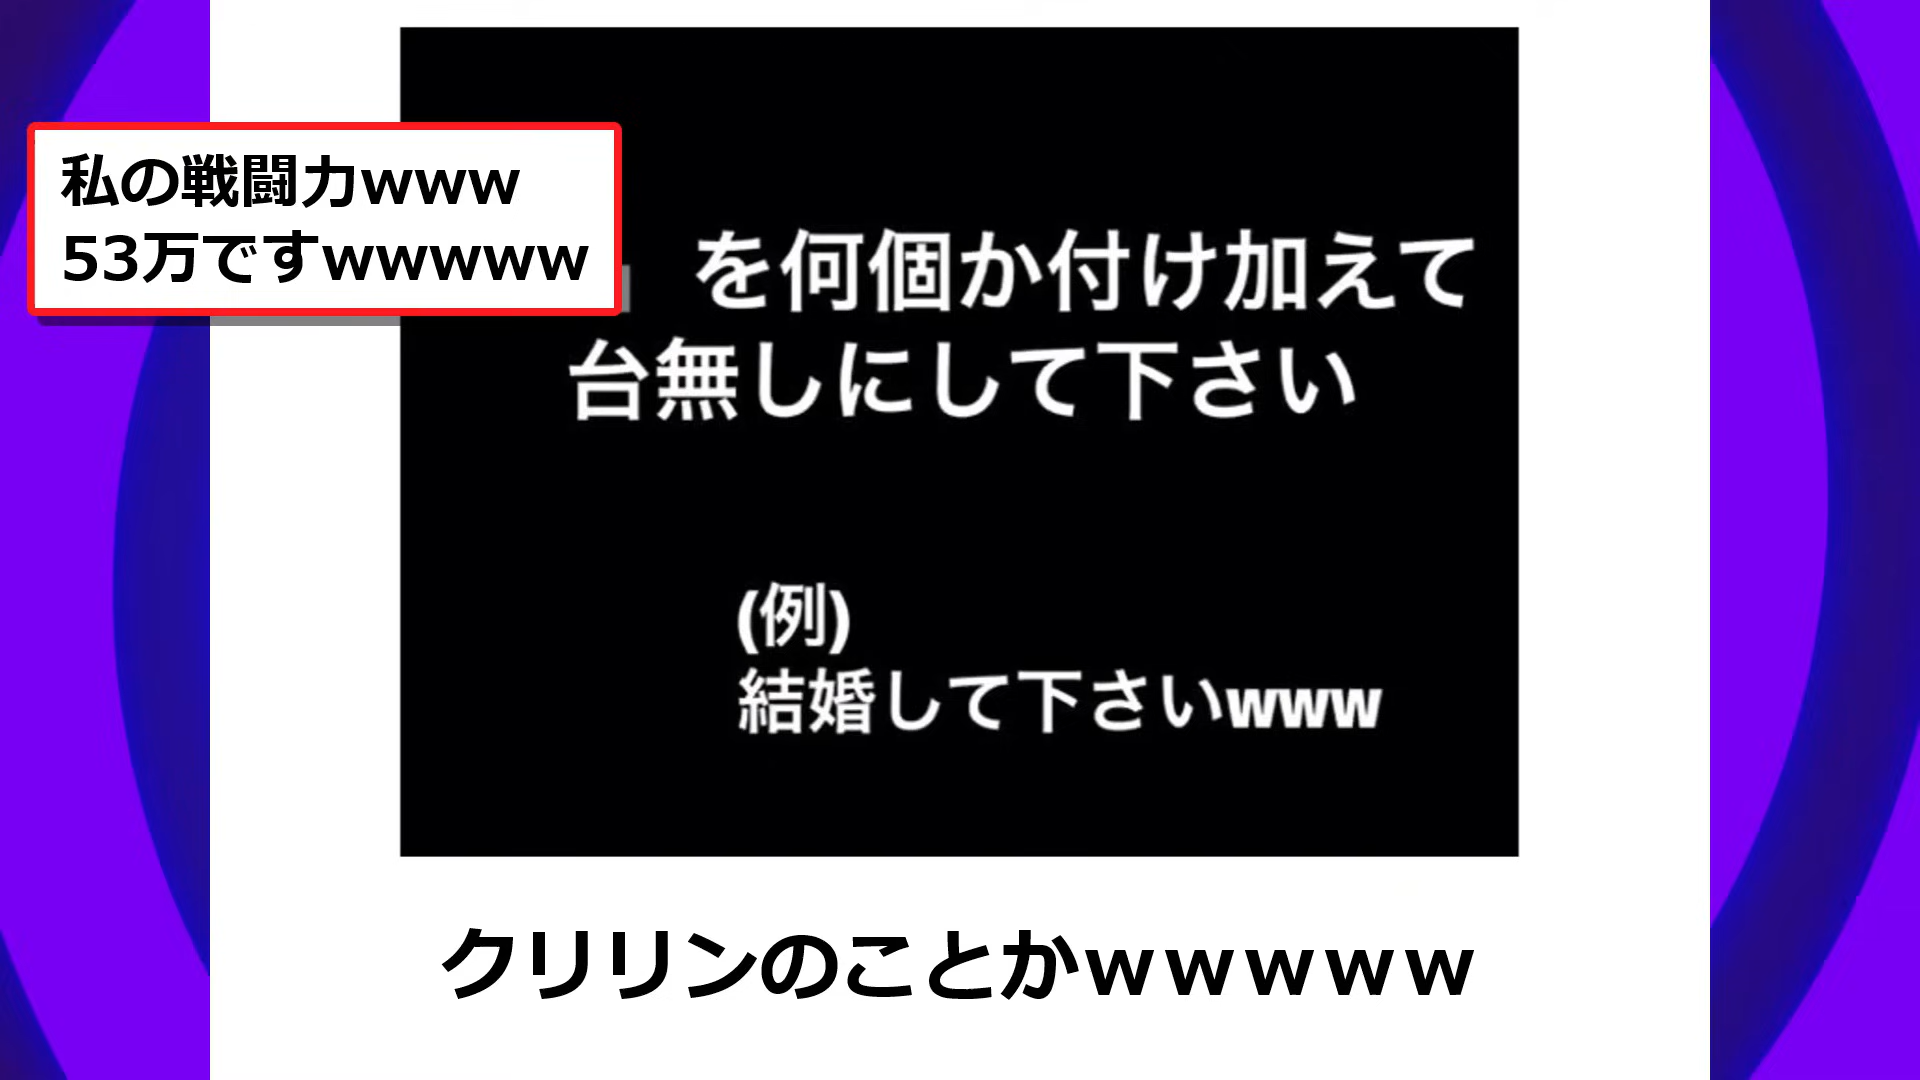 私の戦闘力www
53万ですwwwww
」 を何個か付け加えて
台無しにして下さい
(例)
結婚して下さいwww
クリリンのことかｗｗｗｗｗ